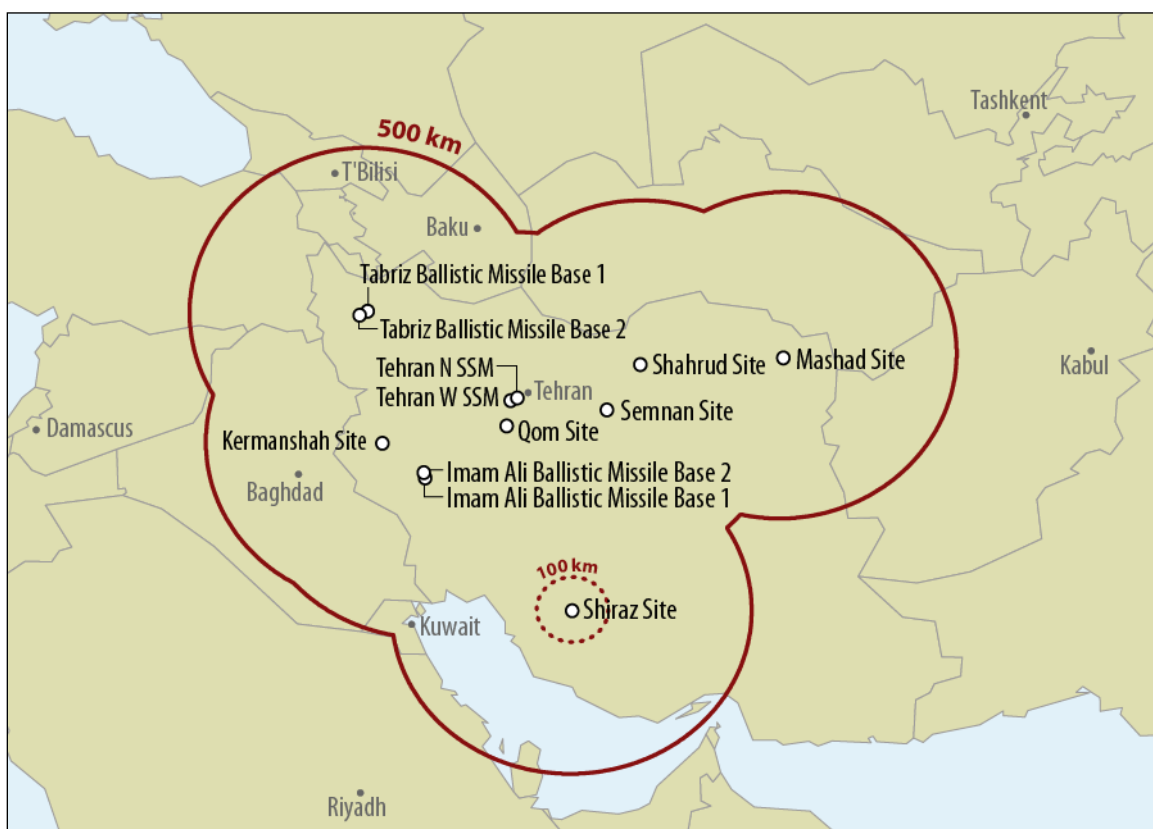 Tashkent
500 km
T'Bilisi
Baku
Tabriz Ballistic Missile Base 1
Tabriz Ballistic Missile Base 2
Tehran N SSM
Shahrud Site
Mashad Site
Kabul
Tehran
Tehran W SSM
Semnan Site
Qom Site
Damascus
Kermanshah Site
Imam Ali Ballistic Missile Base 2
Baghdad
Imam Ali Ballistic Missile Base 1
100 km
Shiraz Site
Kuwait
Riyadh